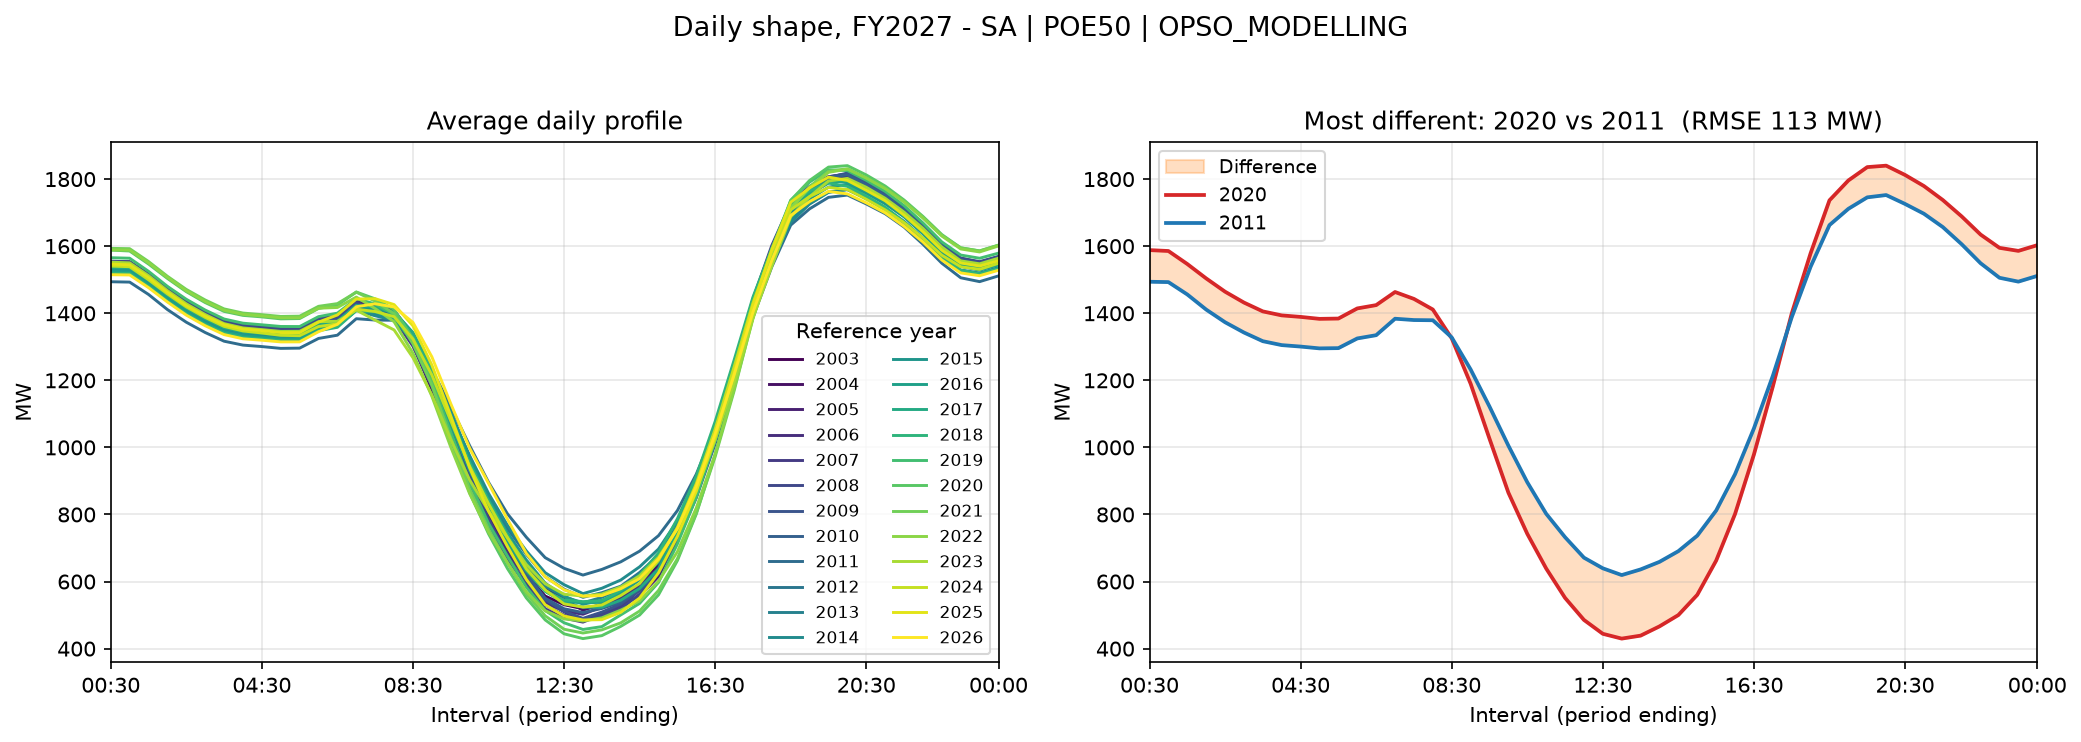 Daily shape, FY2027 - SA | POE50 | OPSO_MODELLING
Average daily profile
MW
1800
1600
1400
1200
1000
800
600
400
00:30 04:30 08:30 12:30 16:30 20:30 00:00
Interval (period ending)
Reference year
2003 2015
2004 2016
2005 2017
2006 2018
2007 2019
2008 2020
2009 2021
2010 2022
2011 2023
2012 2024
2013 2025
2014 2026
Most different: 2020 vs 2011 (RMSE 113 MW)
Difference
2020
2011
MW
1800
1600
1400
1200
1000
800
600
400
00:30 04:30 08:30 12:30 16:30 20:30 00:00
Interval (period ending)